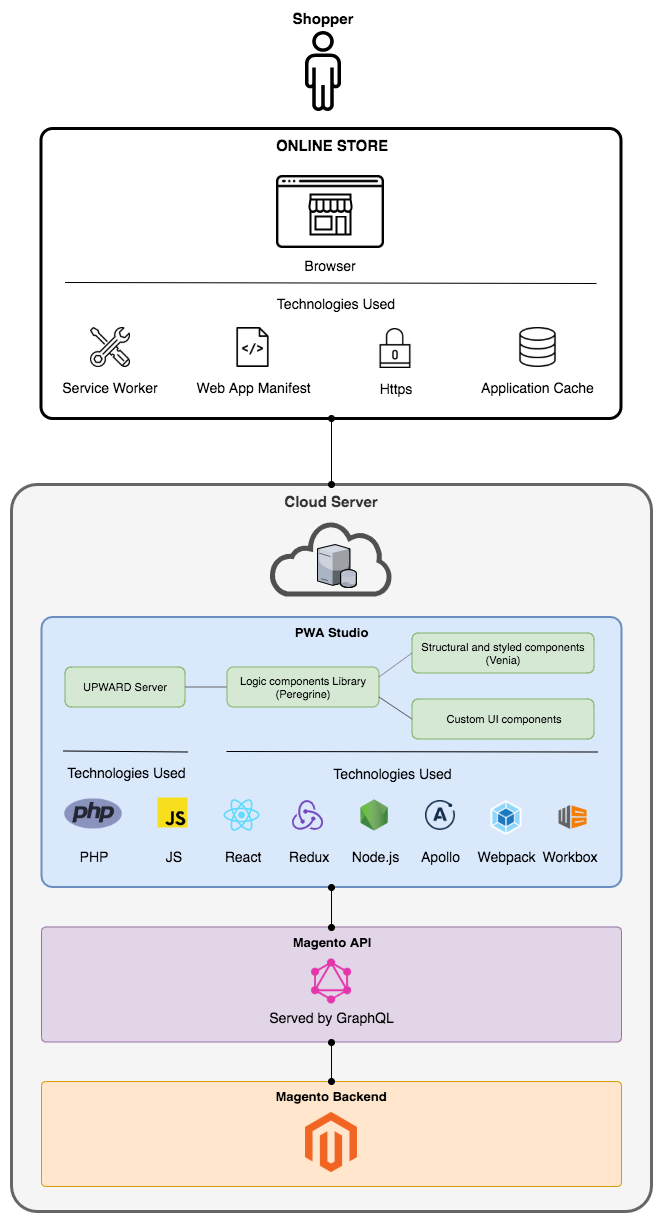 Shopper
ONLINE STORE
Browser
Technologies Used
</>
Service Worker
Web App Manifest
Https
Application Cache
Cloud Server
PWA Studio
UPWARD Server
Logic components Library
(Peregrine)
Structural and styled components
(Venia)
Custom UI components
Technologies Used
Technologies Used
php
JS
A
PHP
JS
React
Redux
Node.js
Apollo
Webpack
Workbox
Magento API
Served by GraphQL
Magento Backend